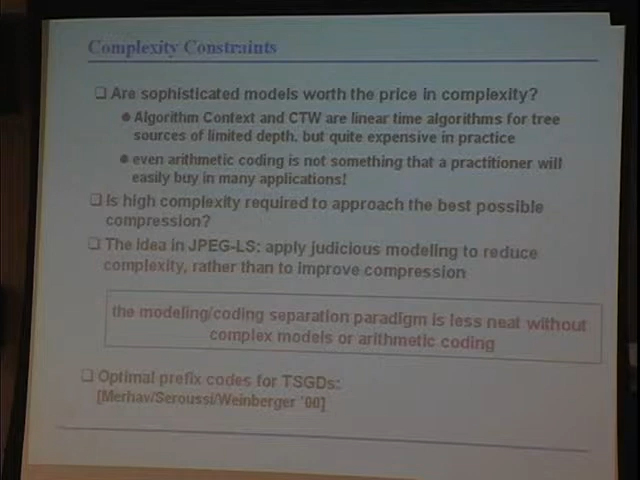 Complexity Constraints
❑ Are sophisticated models worth the price in complexity?
● Algorithm Context and CTW are linear time algorithms for tree
sources of limited depth, but quite expensive in practice
● even arithmetic coding is not something that a practitioner will
easily buy in many applications!
❑ Is high complexity required to approach the best possible
compression?
❑ The idea in JPEG-LS: apply judicious modeling to reduce
complexity, rather than to improve compression
the modeling/coding separation paradigm is less neat without
complex models or arithmetic coding
❑ Optimal prefix codes for TSGDs:
[Merhav/Seroussi/Weinberger '00]